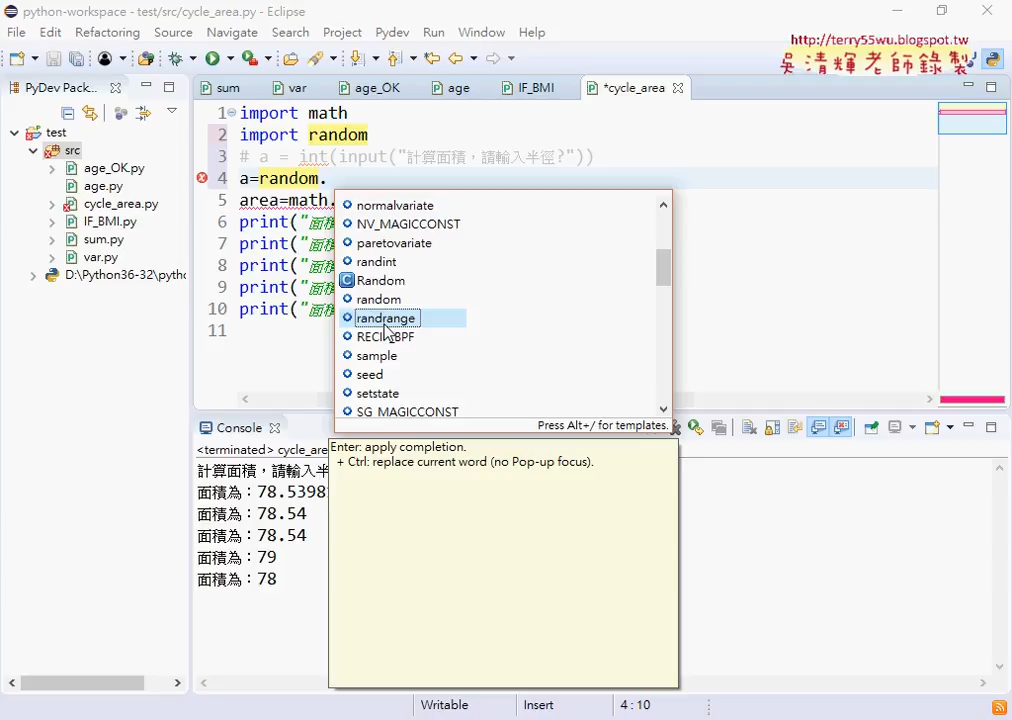 python-workspace - test/src/cycle_area.py - Eclipse
File Edit Refactoring Source Navigate Search Project Pydev Run Window Help
http://terry55wu.blogspot.tw
吳清輝老師錄製
PyDev Pack...
sum var age_OK age IF_BMI *cycle_area
test
src
age_OK.py
age.py
cycle_area.py
IF_BMI.py
sum.py
var.py
D:\Python36-32\pytho
1 import math
2 import random
3 # a = int(input("計算面積，請輸入半徑?"))
4 a=random.
5 area=math.
6 print("面積
7 print("面積
8 print("面積
9 print("面積
10 print("面積
11
normalvariate
NV_MAGICCONST
paretovariate
randint
Random
random
randrange
sample
seed
setstate
SG_MAGICCONST
Press Alt+/ for templates.
Enter: apply completion.
+ Ctrl: replace current word (no Pop-up focus).
Console
<terminated> cycle_are
計算面積，請輸入半
面積為：78.5398
面積為：78.54
面積為：78.54
面積為：79
面積為：78
Writable Insert 4 : 10